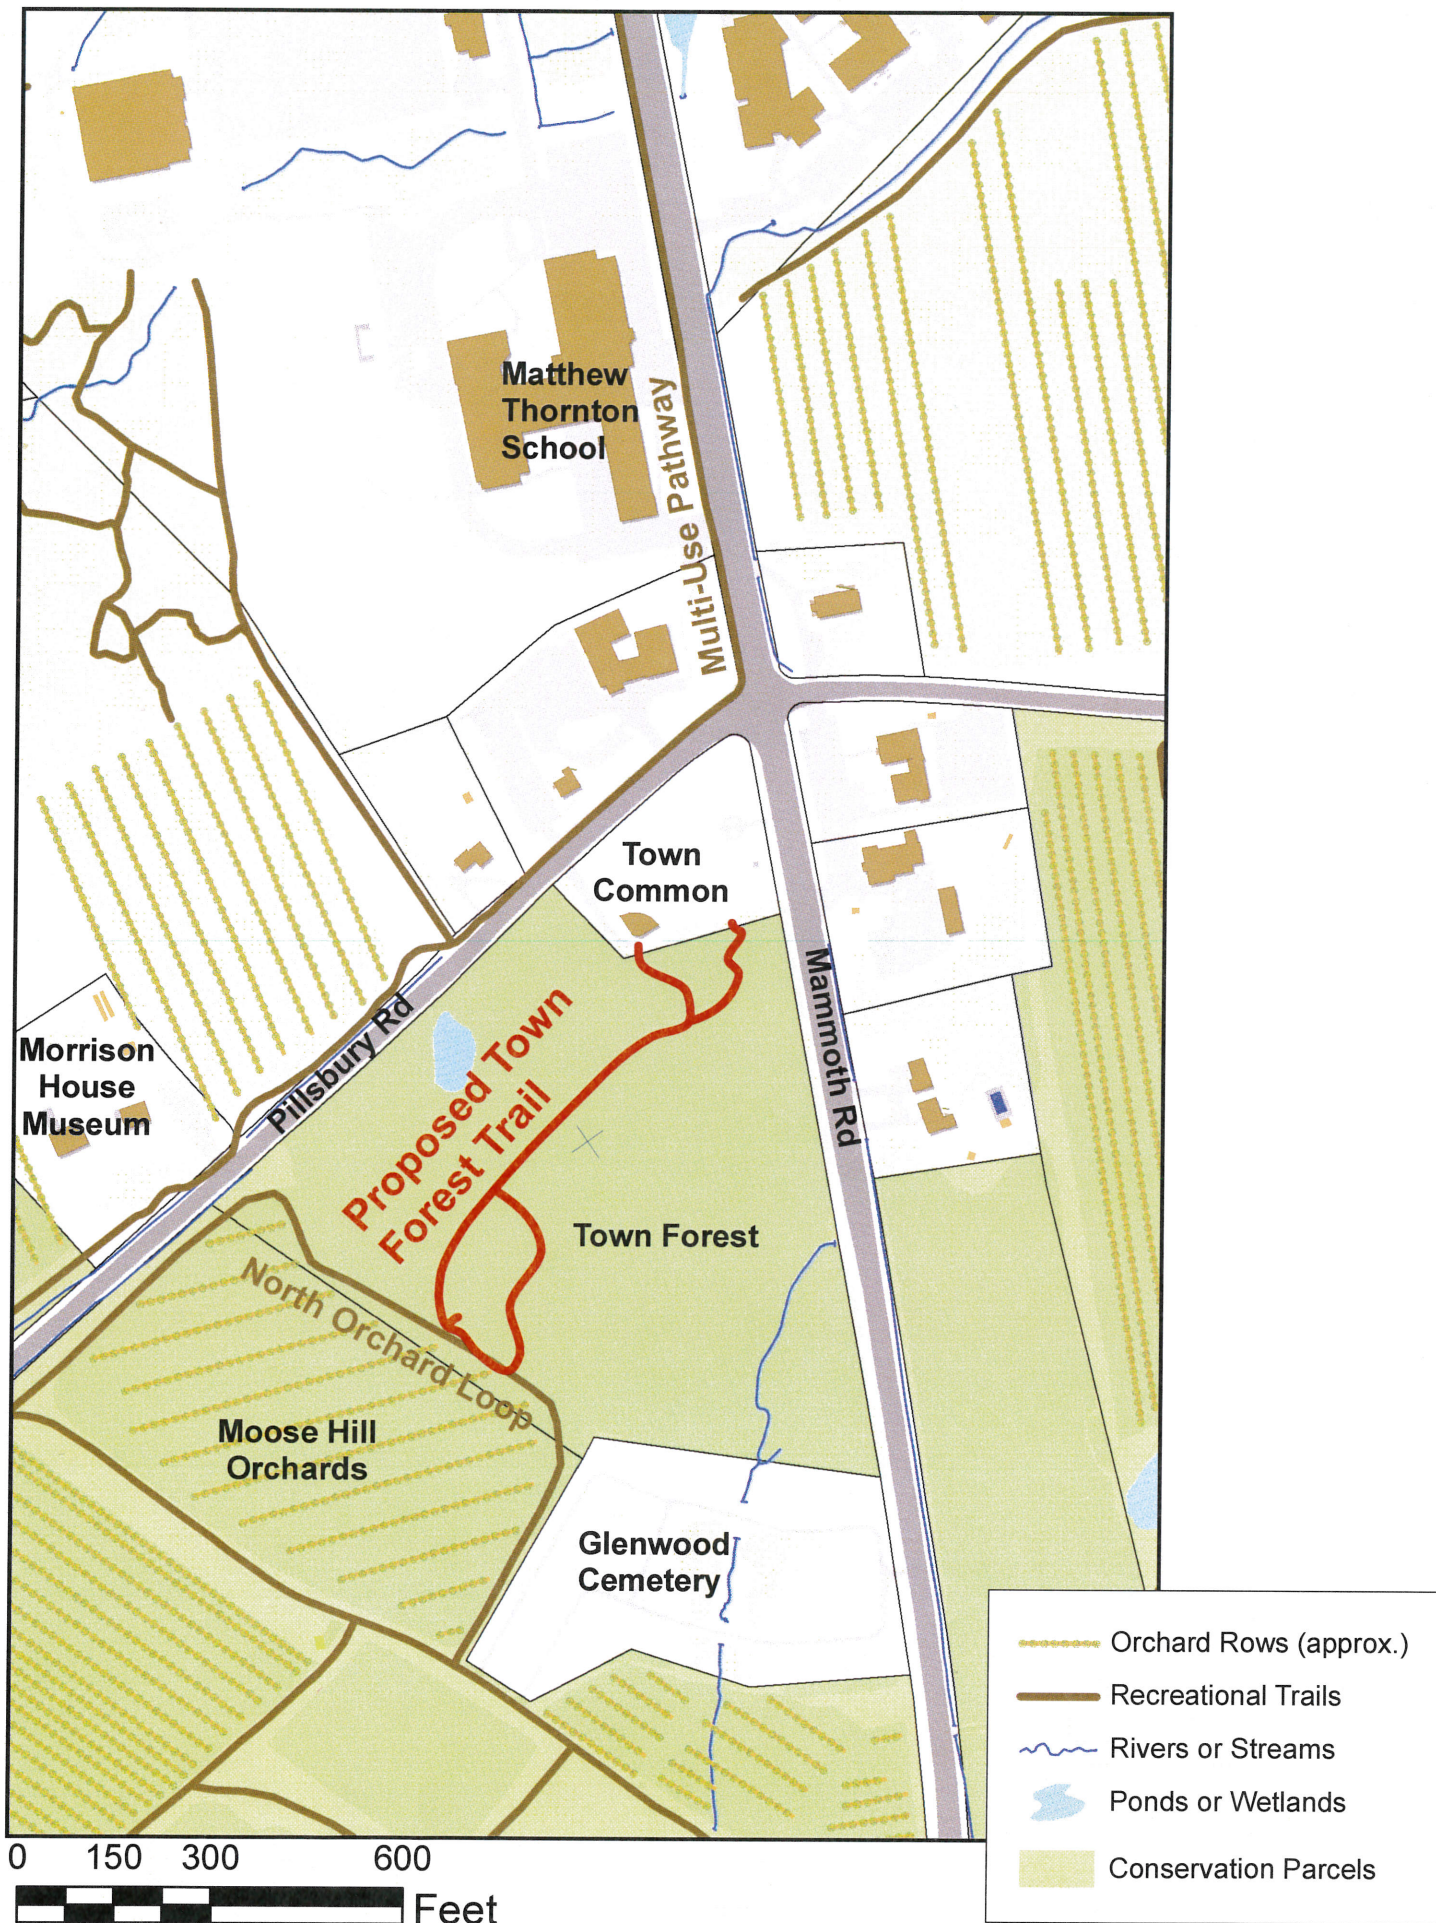 Matthew
Thornton
School
Multi-Use Pathway
Town
Common
Mammoth Rd
Pillsbury Rd
Morrison
House
Museum
Proposed Town
Forest Trail
Town Forest
North Orchard Loop
Moose Hill
Orchards
Glenwood
Cemetery
Orchard Rows (approx.)
Recreational Trails
Rivers or Streams
Ponds or Wetlands
Conservation Parcels
0 150 300 600
Feet